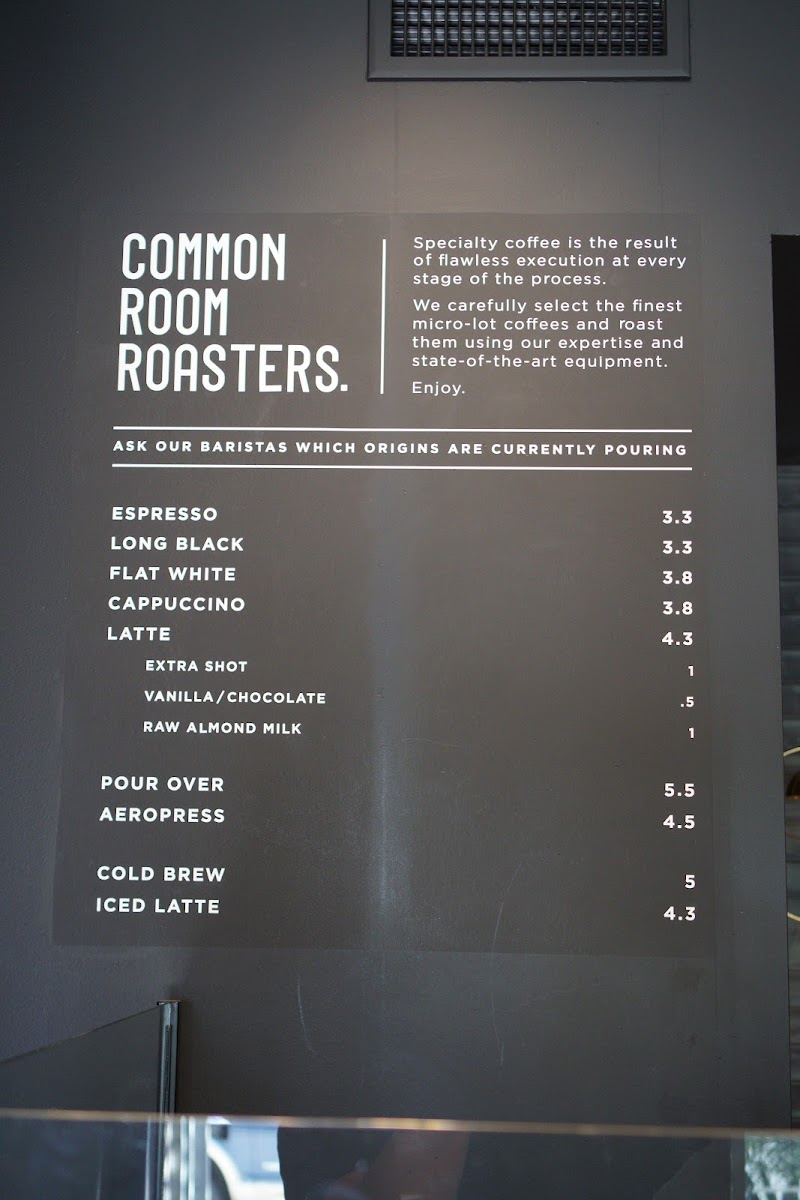 COMMON
ROOM
ROASTERS.
Specialty coffee is the result
of flawless execution at every
stage of the process.
We carefully select the finest
micro-lot coffees and roast
them using our expertise and
state-of-the-art equipment.
Enjoy.
ASK OUR BARISTAS WHICH ORIGINS ARE CURRENTLY POURING
ESPRESSO 3.3
LONG BLACK 3.3
FLAT WHITE 3.8
CAPPUCCINO 3.8
LATTE 4.3
EXTRA SHOT 1
VANILLA/CHOCOLATE .5
RAW ALMOND MILK 1
POUR OVER 5.5
AEROPRESS 4.5
COLD BREW 5
ICED LATTE 4.3